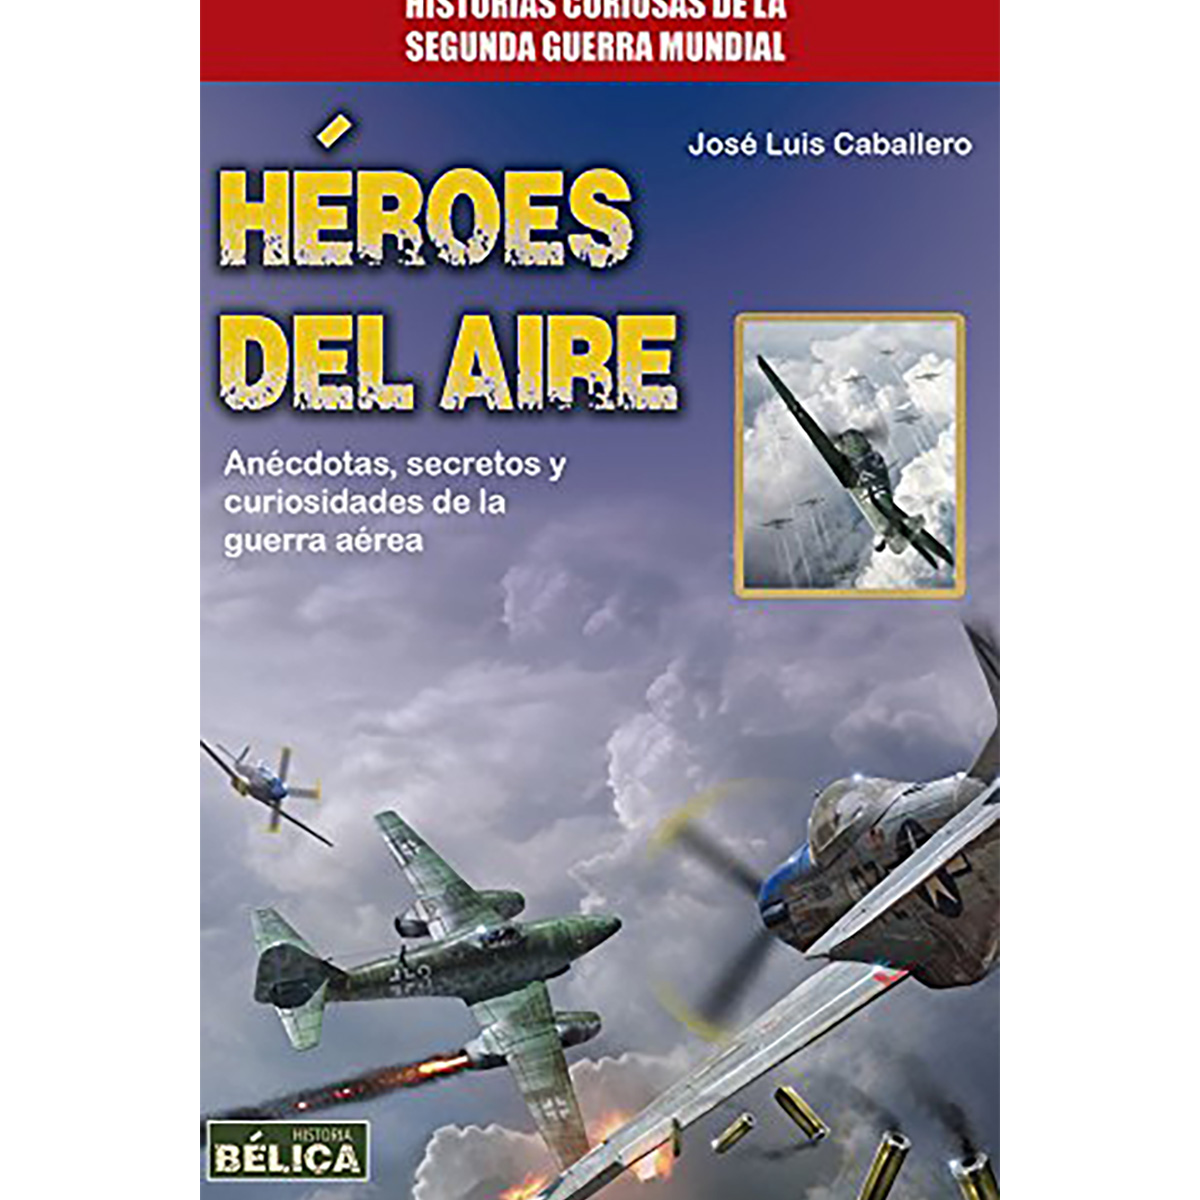 HISTORIAS CURIOSAS DE LA
SEGUNDA GUERRA MUNDIAL
José Luis Caballero
HÉROES
DEL AIRE
Anécdotas, secretos y
curiosidades de la
guerra aérea
HISTORIA
BÉLICA